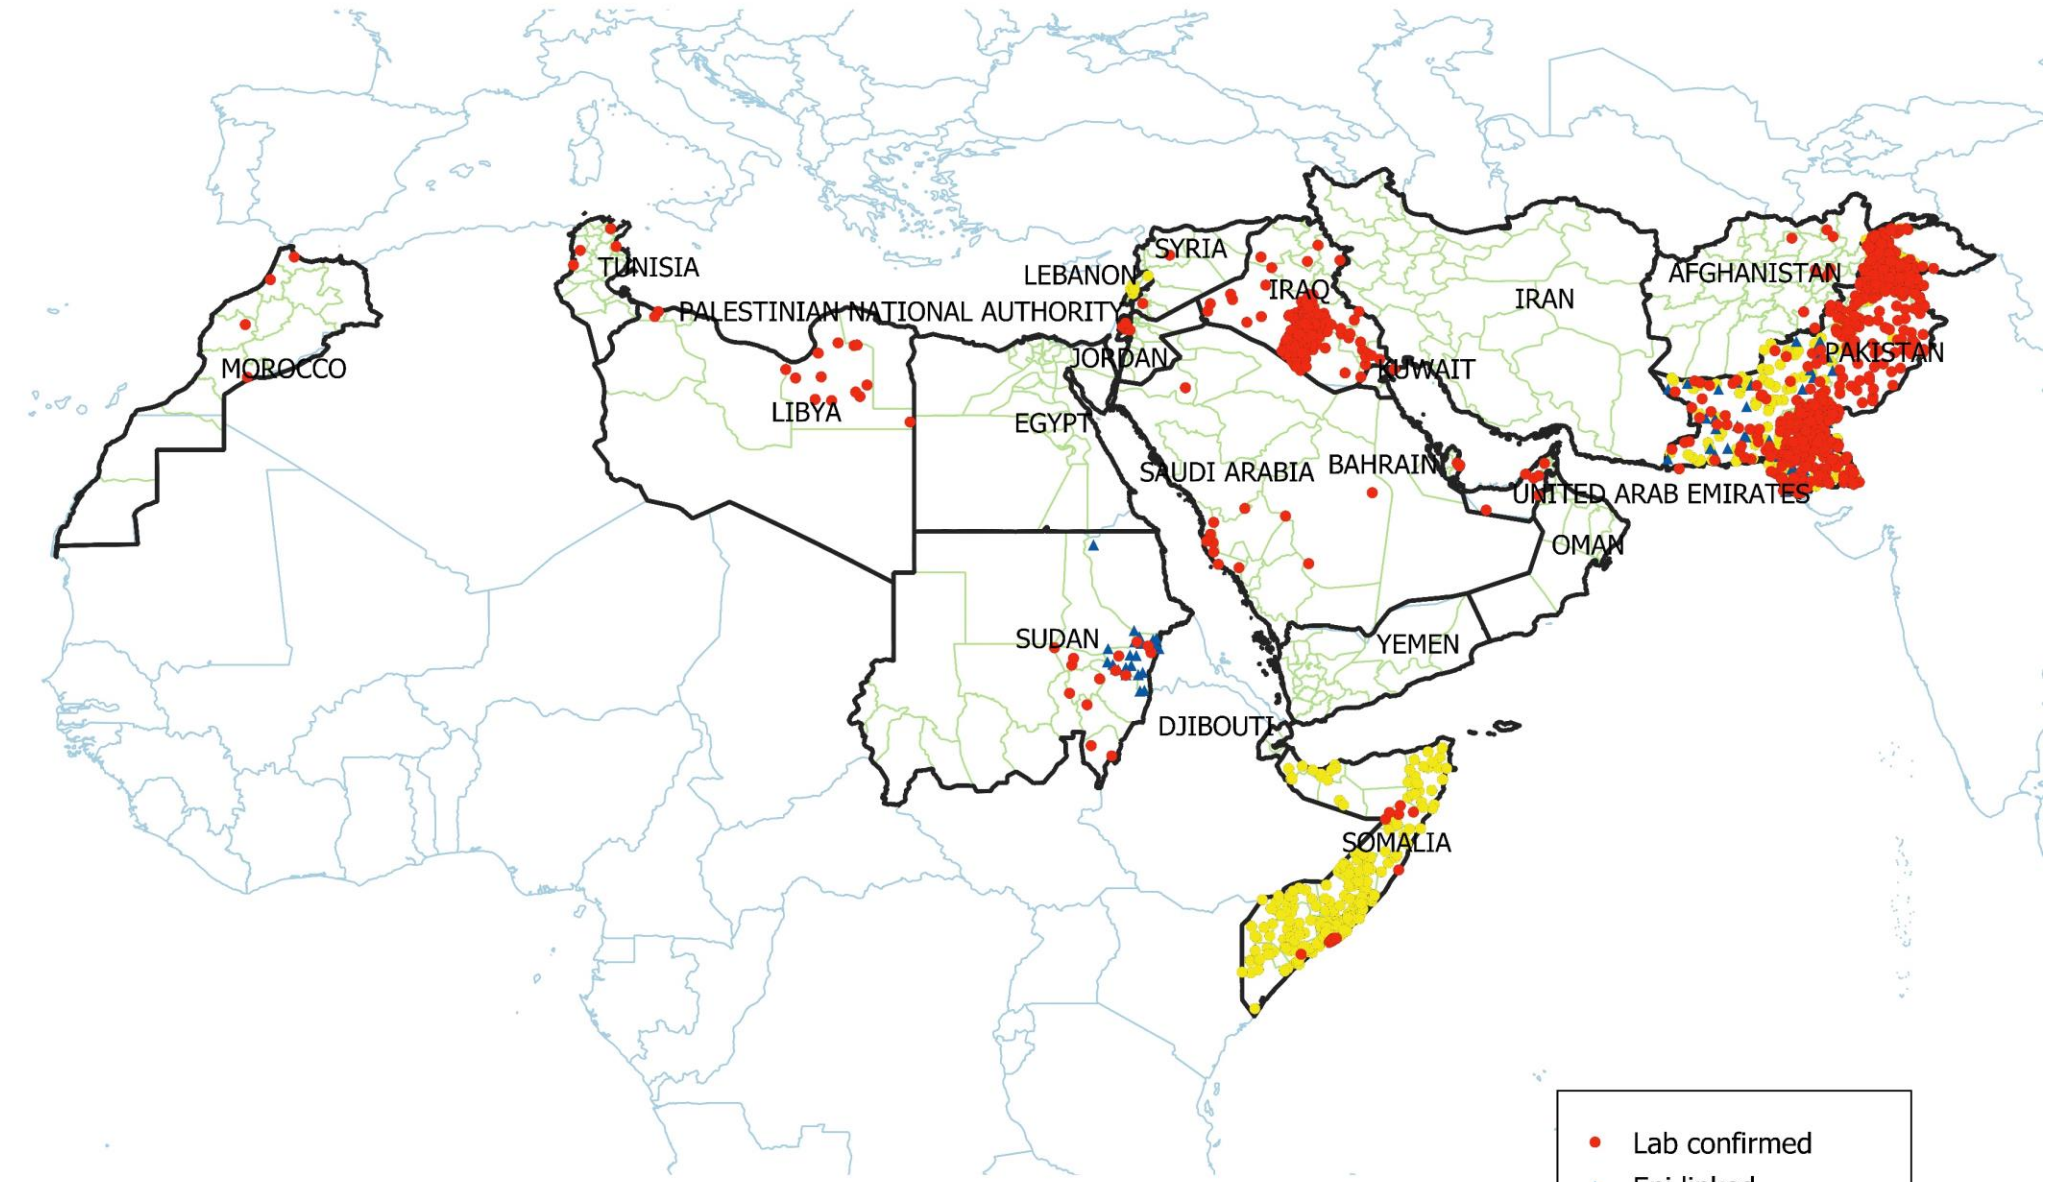 SYRIA
LEBANON
TUNISIA
AFGHANISTAN
IRAQ
IRAN
PALESTINIAN NATIONAL AUTHORITY
JORDAN
PAKISTAN
MOROCCO
KUWAIT
LIBYA
EGYPT
SAUDI ARABIA
BAHRAIN
UNITED ARAB EMIRATES
OMAN
SUDAN
YEMEN
DJIBOUTI
SOMALIA
Lab confirmed